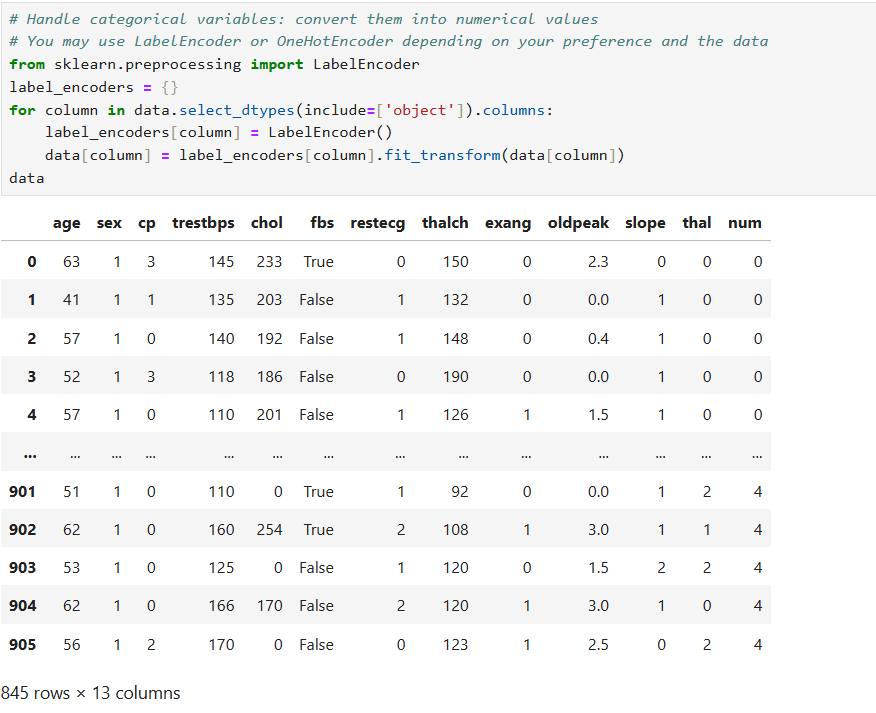 # Handle categorical variables: convert them into numerical values
# You may use LabelEncoder or OneHotEncoder depending on your preference and the data
from sklearn.preprocessing import LabelEncoder
label_encoders = {}
for column in data.select_dtypes(include=['object']).columns:
    label_encoders[column] = LabelEncoder()
    data[column] = label_encoders[column].fit_transform(data[column])
data
age sex cp trestbps chol fbs restecg thalch exang oldpeak slope thal num
0 63 1 3 145 233 True 0 150 0 2.3 0 0 0
1 41 1 1 135 203 False 1 132 0 0.0 1 0 0
2 57 1 0 140 192 False 1 148 0 0.4 1 0 0
3 52 1 3 118 186 False 0 190 0 0.0 1 0 0
4 57 1 0 110 201 False 1 126 1 1.5 1 0 0
... ... ... ... ... ... ... ... ... ... ... ... ... ...
901 51 1 0 110 0 True 1 92 0 0.0 1 2 4
902 62 1 0 160 254 True 2 108 1 3.0 1 1 4
903 53 1 0 125 0 False 1 120 0 1.5 2 2 4
904 62 1 0 166 170 False 2 120 1 3.0 1 0 4
905 56 1 2 170 0 False 0 123 1 2.5 0 2 4
845 rows × 13 columns